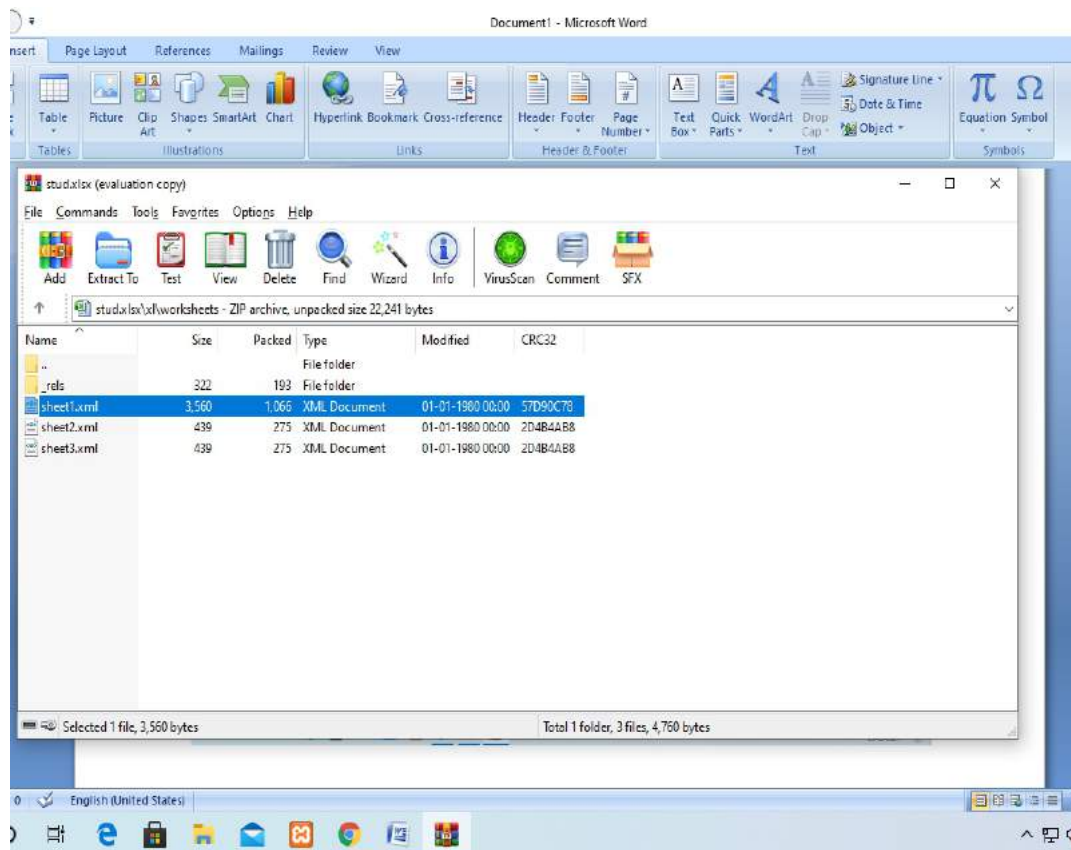 Document1 - Microsoft Word
nsert Page Layout References Mailings Review View
Table Picture Clip Art Shapes SmartArt Chart Hyperlink Bookmark Cross-reference Header Footer Page Number Text Box Quick Parts WordArt Drop Cap Signature Line Date & Time Object Equation Symbol
Tables Illustrations Links Header & Footer Text Symbols
stud.xlsx (evaluation copy)
File Commands Tools Favorites Options Help
Add Extract To Test View Delete Find Wizard Info VirusScan Comment SFX
stud.xlsx\xl\worksheets - ZIP archive, unpacked size 22,241 bytes
Name Size Packed Type Modified CRC32
.. File folder
_rels 322 193 File folder
sheet1.xml 3,560 1,066 XML Document 01-01-1980 00:00 57D90C78
sheet2.xml 439 275 XML Document 01-01-1980 00:00 2D4B4AB8
sheet3.xml 439 275 XML Document 01-01-1980 00:00 2D4B4AB8
Selected 1 file, 3,560 bytes Total 1 folder, 3 files, 4,760 bytes
0 English (United States)